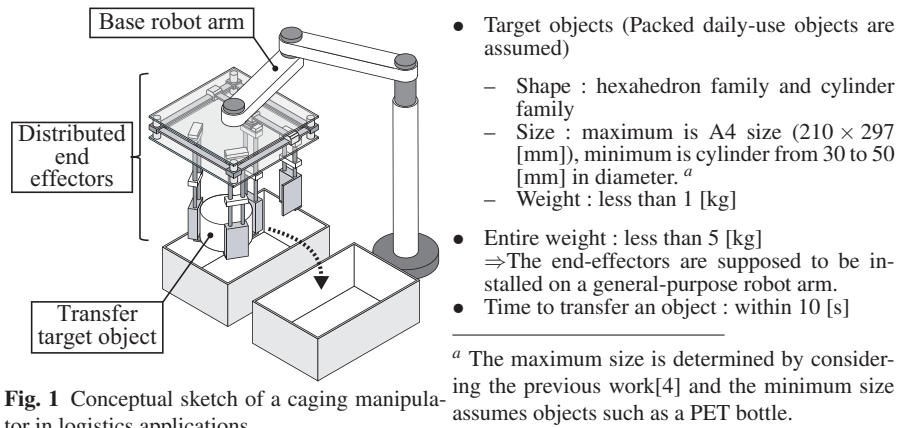 Base robot arm
Distributed
end
effectors
Transfer
target object
Fig. 1 Conceptual sketch of a caging manipula-
tor in logistics applications
• Target objects (Packed daily-use objects are
assumed)
– Shape : hexahedron family and cylinder
family
– Size : maximum is A4 size (210 × 297
[mm]), minimum is cylinder from 30 to 50
[mm] in diameter. a
– Weight : less than 1 [kg]
• Entire weight : less than 5 [kg]
⇒The end-effectors are supposed to be in-
stalled on a general-purpose robot arm.
• Time to transfer an object : within 10 [s]
a The maximum size is determined by consider-
ing the previous work[4] and the minimum size
assumes objects such as a PET bottle.